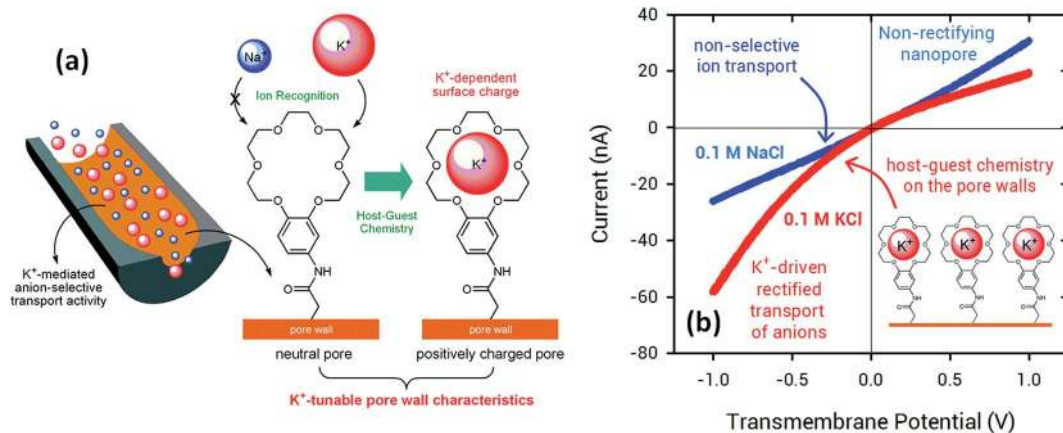 (a)
Na⁺
K⁺
Ion Recognition
K⁺-dependent
surface charge
O
O
O
O
O
O
O
O
O
O
O
O
K⁺
Host-Guest
Chemistry
K⁺-mediated
anion-selective
transport activity
NH
O
NH
O
pore wall
pore wall
neutral pore
positively charged pore
K⁺-tunable pore wall characteristics
(b)
40
20
0
-20
-40
-60
-80
Current (nA)
non-selective
ion transport
Non-rectifying
nanopore
0.1 M NaCl
host-guest chemistry
on the pore walls
0.1 M KCl
K⁺
K⁺
K⁺
K⁺-driven
rectified
transport
of anions
-1.0
-0.5
0.0
0.5
1.0
Transmembrane Potential (V)